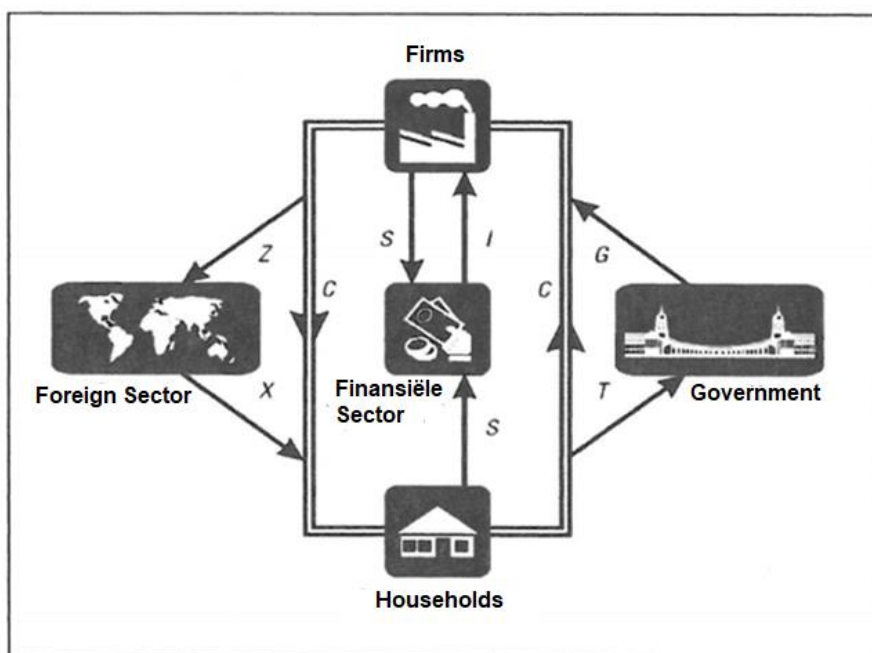 Firms
Z
C
S
I
C
G
Foreign Sector
X
Finansiële
Sector
S
T
Government
Households